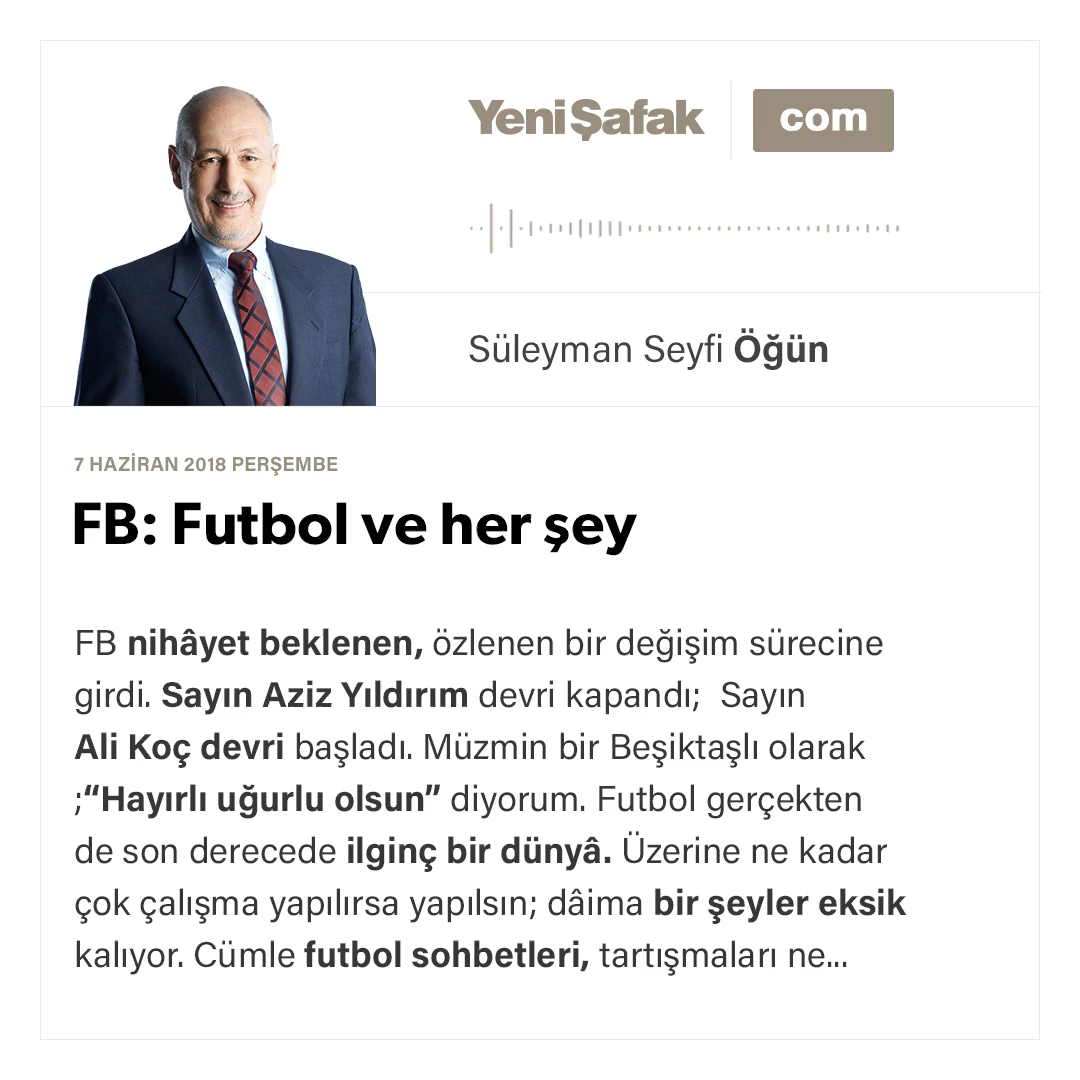 YeniŞafak
com
Süleyman Seyfi Öğün
7 HAZİRAN 2018 PERŞEMBE
FB: Futbol ve her şey
FB nihâyet beklenen, özlenen bir değişim sürecine
girdi. Sayın Aziz Yıldırım devri kapandı;  Sayın
Ali Koç devri başladı. Müzmin bir Beşiktaşlı olarak
;“Hayırlı uğurlu olsun” diyorum. Futbol gerçekten
de son derecede ilginç bir dünyâ. Üzerine ne kadar
çok çalışma yapılırsa yapılsın; dâima bir şeyler eksik
kalıyor. Cümle futbol sohbetleri, tartışmaları ne...